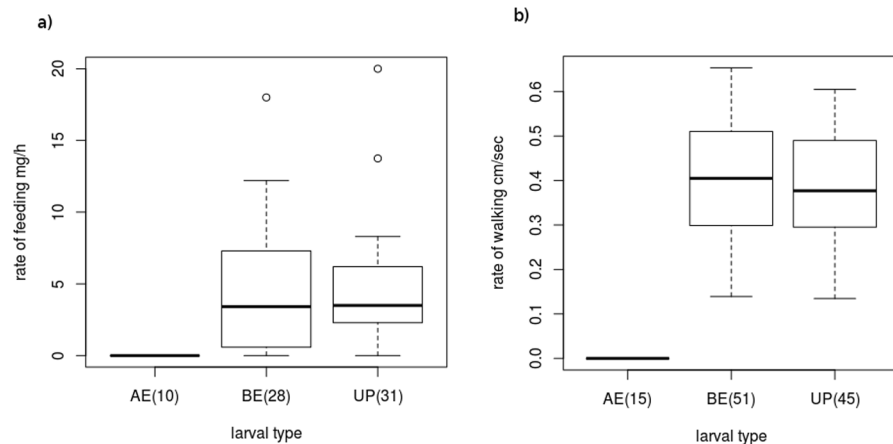 a)
rate of feeding mg/h
20
15
10
5
0
AE(10) BE(28) UP(31)
larval type
b)
rate of walking cm/sec
0.6
0.5
0.4
0.3
0.2
0.1
0.0
AE(15) BE(51) UP(45)
larval type